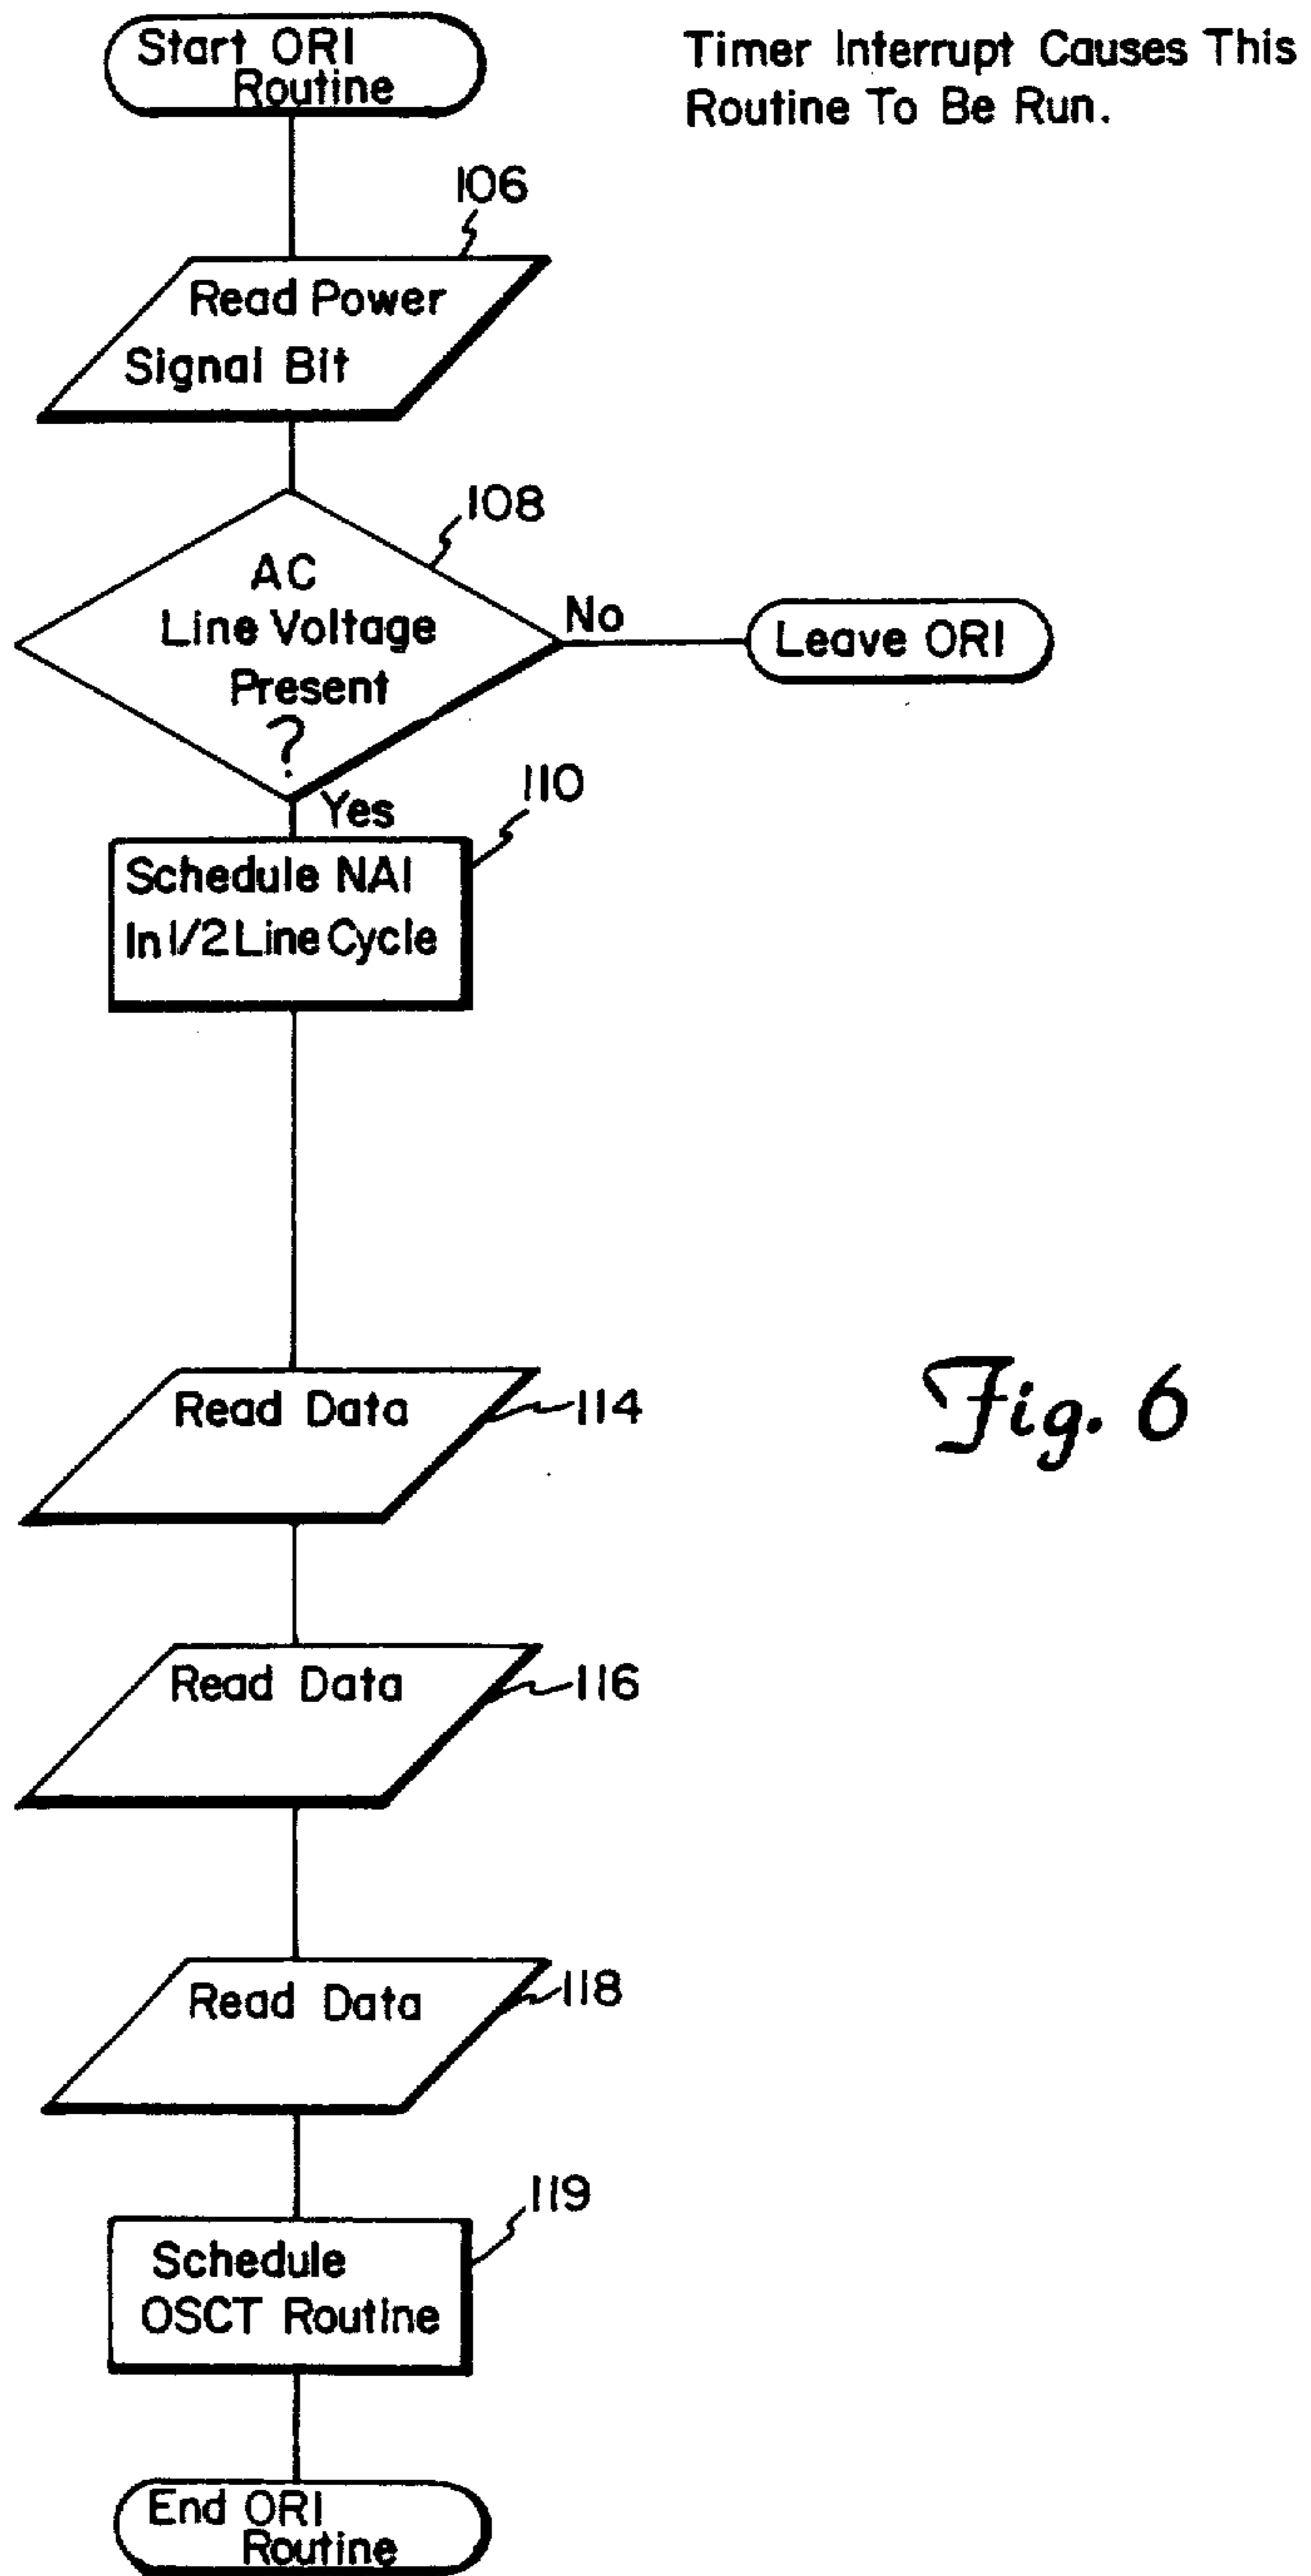 Start ORI
Routine
Timer Interrupt Causes This
Routine To Be Run.
106
Read Power
Signal Bit
108
AC
Line Voltage
Present
?
No
Leave ORI
Yes
110
Schedule NAI
In 1/2 Line Cycle
Read Data
114
Fig. 6
Read Data
116
Read Data
118
119
Schedule
OSCT Routine
End ORI
Routine